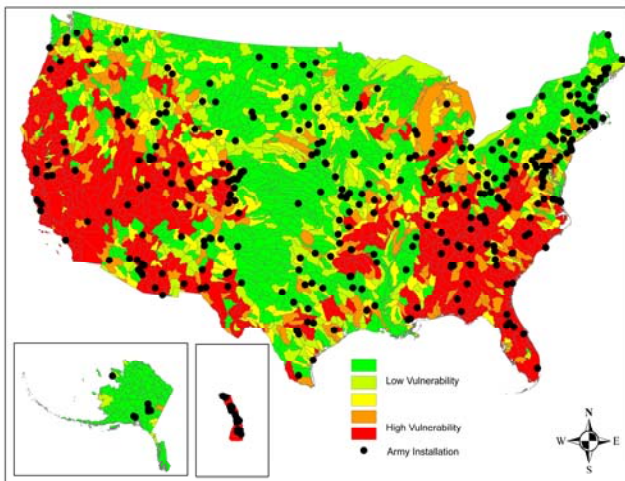 Low Vulnerability
High Vulnerability
Army Installation
N
W E
S